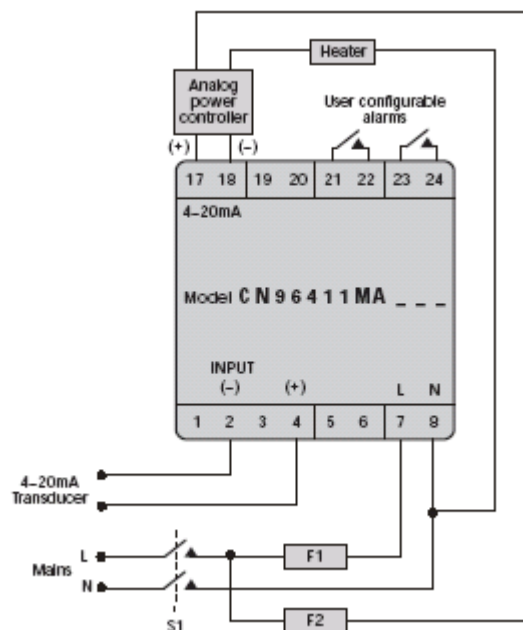 Heater
Analog
power
controller
User configurable
alarms
(+) (-)
17 18 19 20 21 22 23 24
4-20mA
Model CN96411MA _ _ _
INPUT
(-) (+) L N
1 2 3 4 5 6 7 8
4-20mA
Transducer
L F1
Mains
N
F2
S1